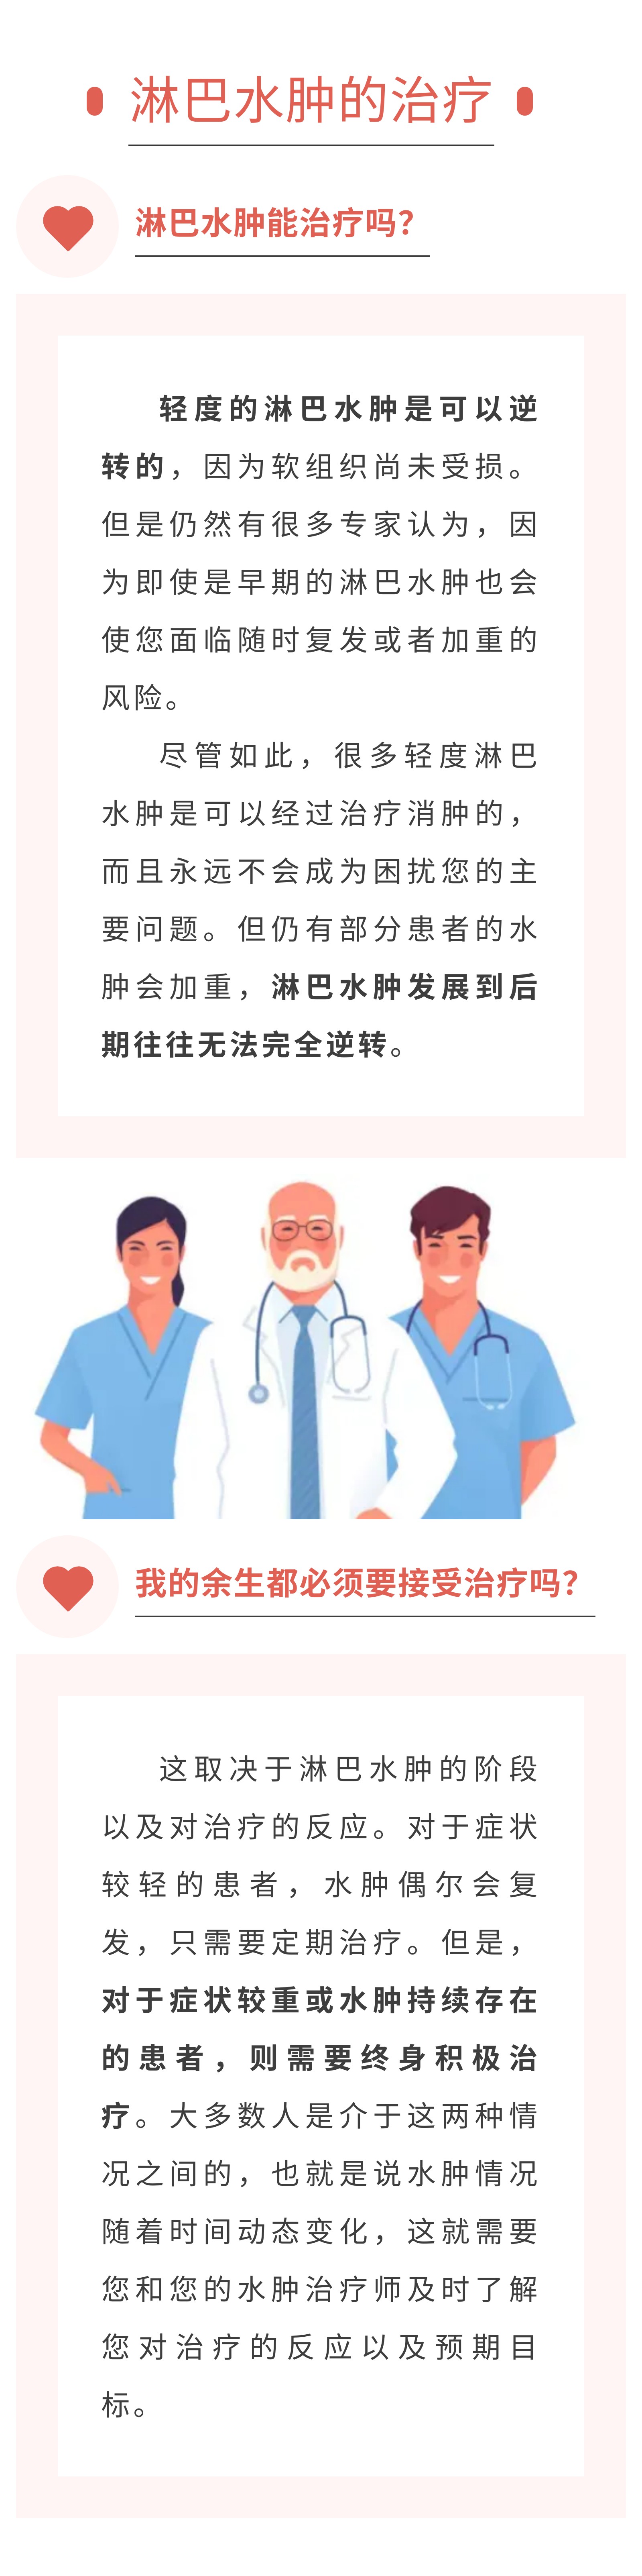 淋巴水肿的治疗
淋巴水肿能治疗吗？
轻度的淋巴水肿是可以逆
转的，因为软组织尚未受损。
但是仍然有很多专家认为，因
为即使是早期的淋巴水肿也会
使您面临随时复发或者加重的
风险。
尽管如此，很多轻度淋巴
水肿是可以经过治疗消肿的，
而且永远不会成为困扰您的主
要问题。但仍有部分患者的水
肿会加重，淋巴水肿发展到后
期往往无法完全逆转。
我的余生都必须要接受治疗吗？
这取决于淋巴水肿的阶段
以及对治疗的反应。对于症状
较轻的患者，水肿偶尔会复
发，只需要定期治疗。但是，
对于症状较重或水肿持续存在
的患者，则需要终身积极治
疗。大多数人是介于这两种情
况之间的，也就是说水肿情况
随着时间动态变化，这就需要
您和您的水肿治疗师及时了解
您对治疗的反应以及预期目
标。